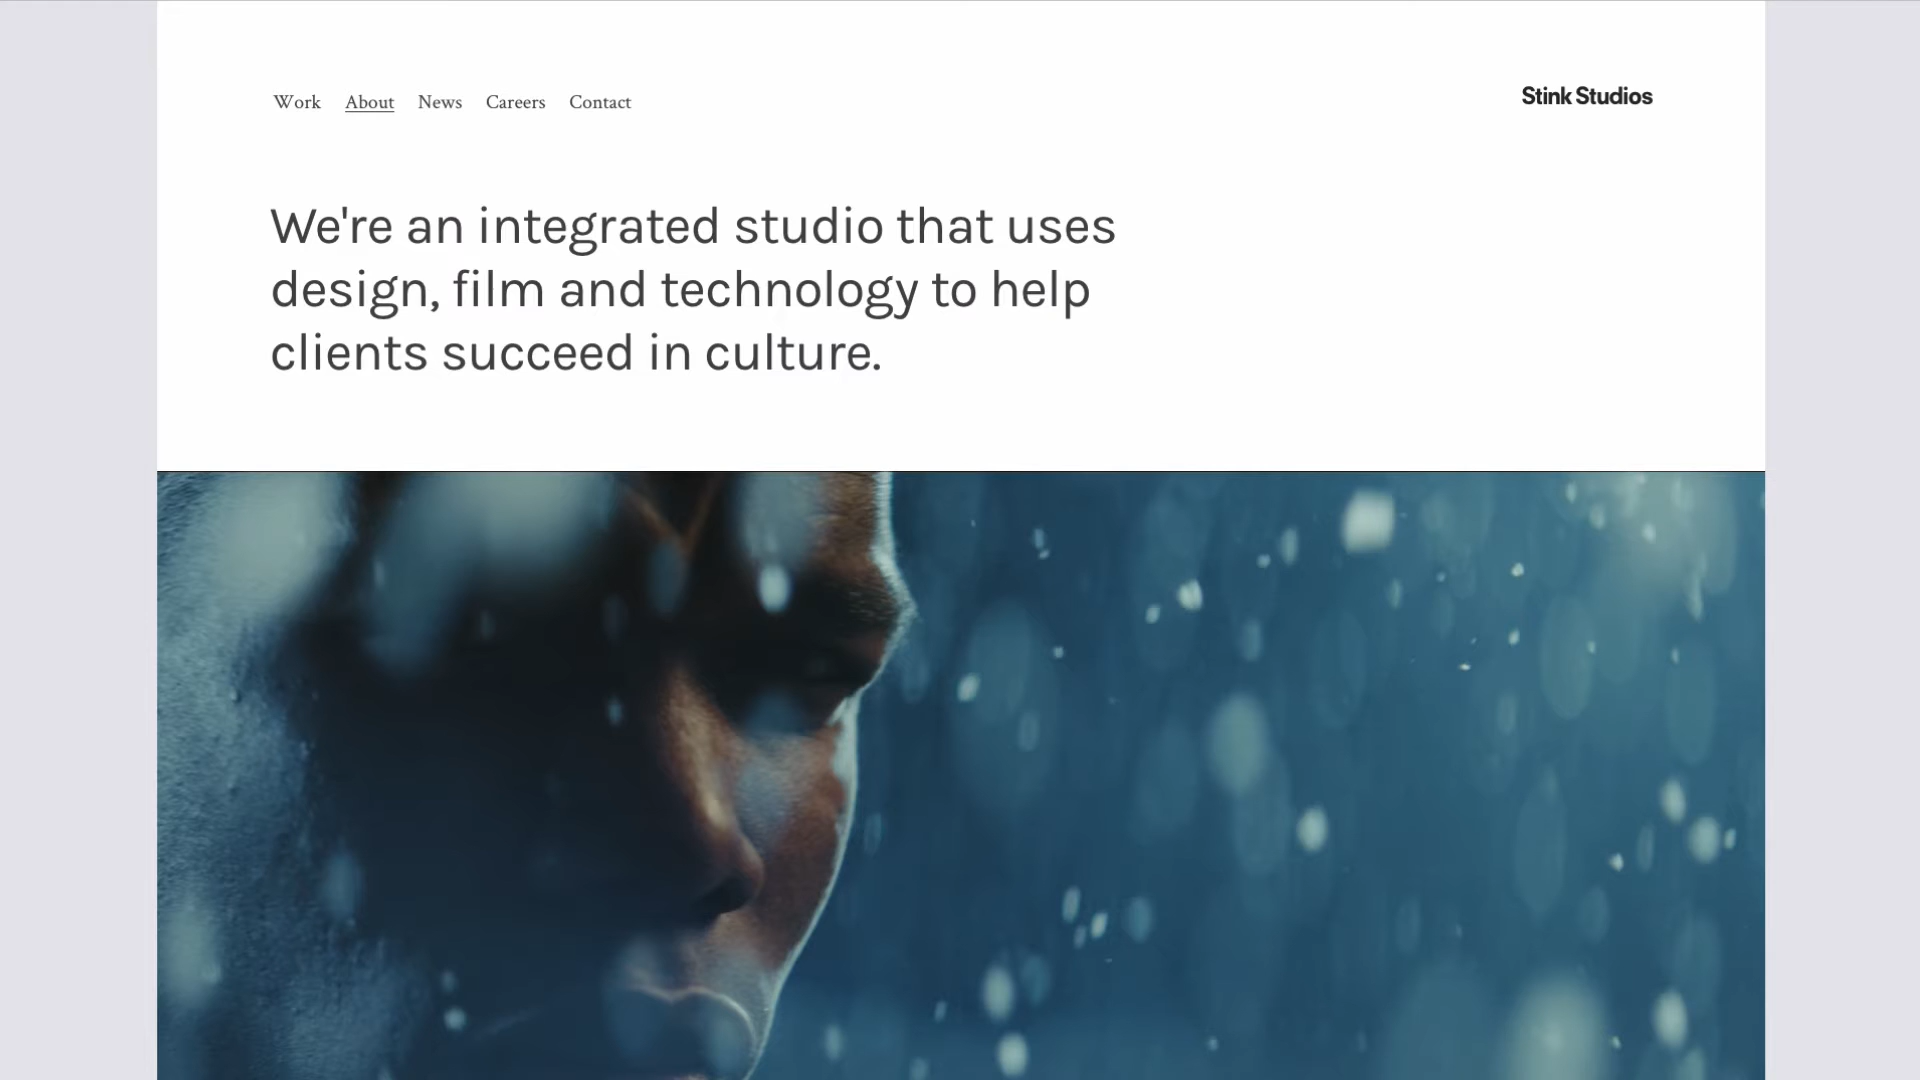 Work About News Careers Contact
Stink Studios
We're an integrated studio that uses
design, film and technology to help
clients succeed in culture.